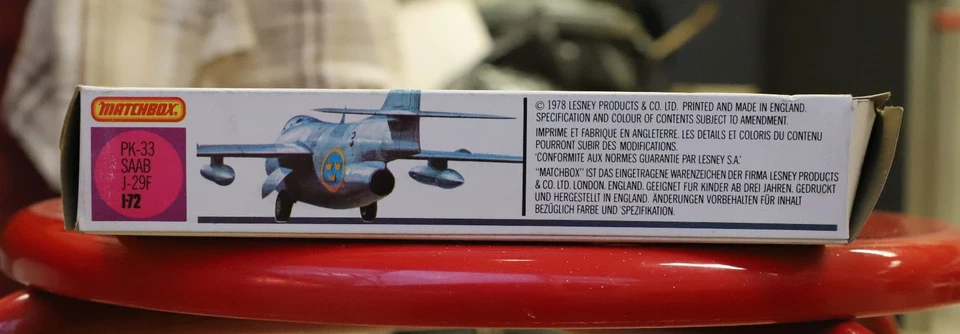 MATCHBOX
PK-33
SAAB
J-29F
1:72
3
© 1978 LESNEY PRODUCTS & CO. LTD. PRINTED AND MADE IN ENGLAND.
SPECIFICATION AND COLOUR OF CONTENTS SUBJECT TO AMENDMENT.
IMPRIME ET FABRIQUE EN ANGLETERRE. LES DETAILS ET COLORIS DU CONTENU
POURRONT SUBIR DES MODIFICATIONS.
'CONFORMITE AUX NORMES GUARANTIE PAR LESNEY S.A.'
"MATCHBOX" IST DAS EINGETRAGENE WARENZEICHEN DER FIRMA LESNEY PRODUCTS
& CO. LTD. LONDON. ENGLAND. GEEIGNET FÜR KINDER AB DREI JAHREN. GEDRUCKT
UND HERGESTELLT IN ENGLAND. ÄNDERUNGEN VORBEHALTEN FÜR INHALT
BEZÜGLICH FARBE UND SPEZIFIKATION.